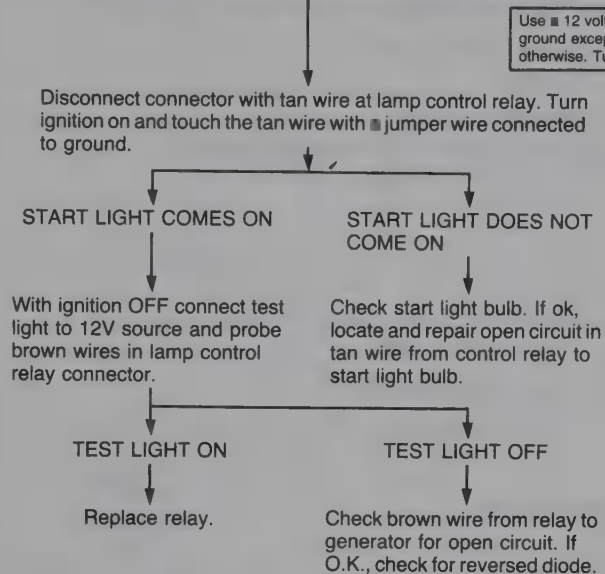 Use a 12 volt
ground excep
otherwise. Tu
Disconnect connector with tan wire at lamp control relay. Turn
ignition on and touch the tan wire with a jumper wire connected
to ground.
START LIGHT COMES ON
START LIGHT DOES NOT
COME ON
With ignition OFF connect test
light to 12V source and probe
brown wires in lamp control
relay connector.
Check start light bulb. If ok,
locate and repair open circuit in
tan wire from control relay to
start light bulb.
TEST LIGHT ON
TEST LIGHT OFF
Replace relay.
Check brown wire from relay to
generator for open circuit. If
O.K., check for reversed diode.